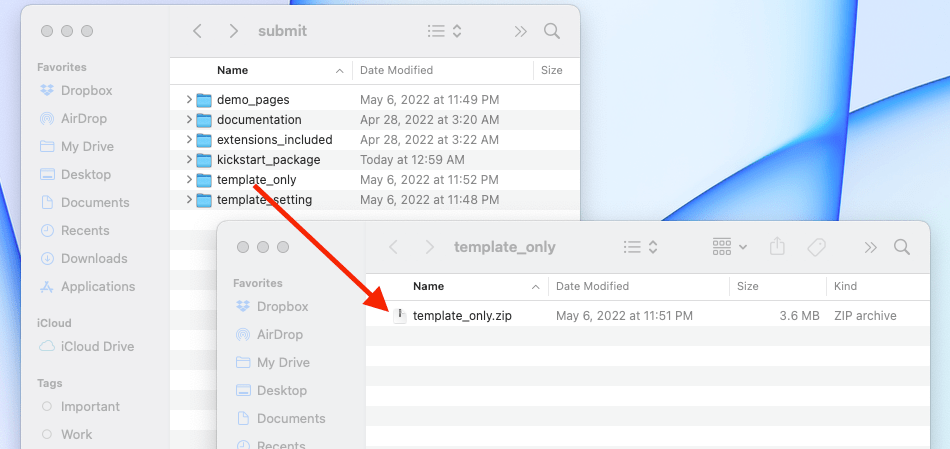 submit
Favorites
Dropbox
AirDrop
My Drive
Desktop
Documents
Recents
Downloads
Applications
iCloud
iCloud Drive
Tags
Important
Work
Name Date Modified Size
demo_pages May 6, 2022 at 11:49 PM
documentation Apr 28, 2022 at 3:20 AM
extensions_included Apr 28, 2022 at 3:22 AM
kickstart_package Today at 12:59 AM
template_only May 6, 2022 at 11:52 PM
template_setting May 6, 2022 at 11:48 PM
template_only
Favorites
Dropbox
AirDrop
My Drive
Desktop
Documents
Recents
Name Date Modified Size Kind
template_only.zip May 6, 2022 at 11:51 PM 3.6 MB ZIP archive